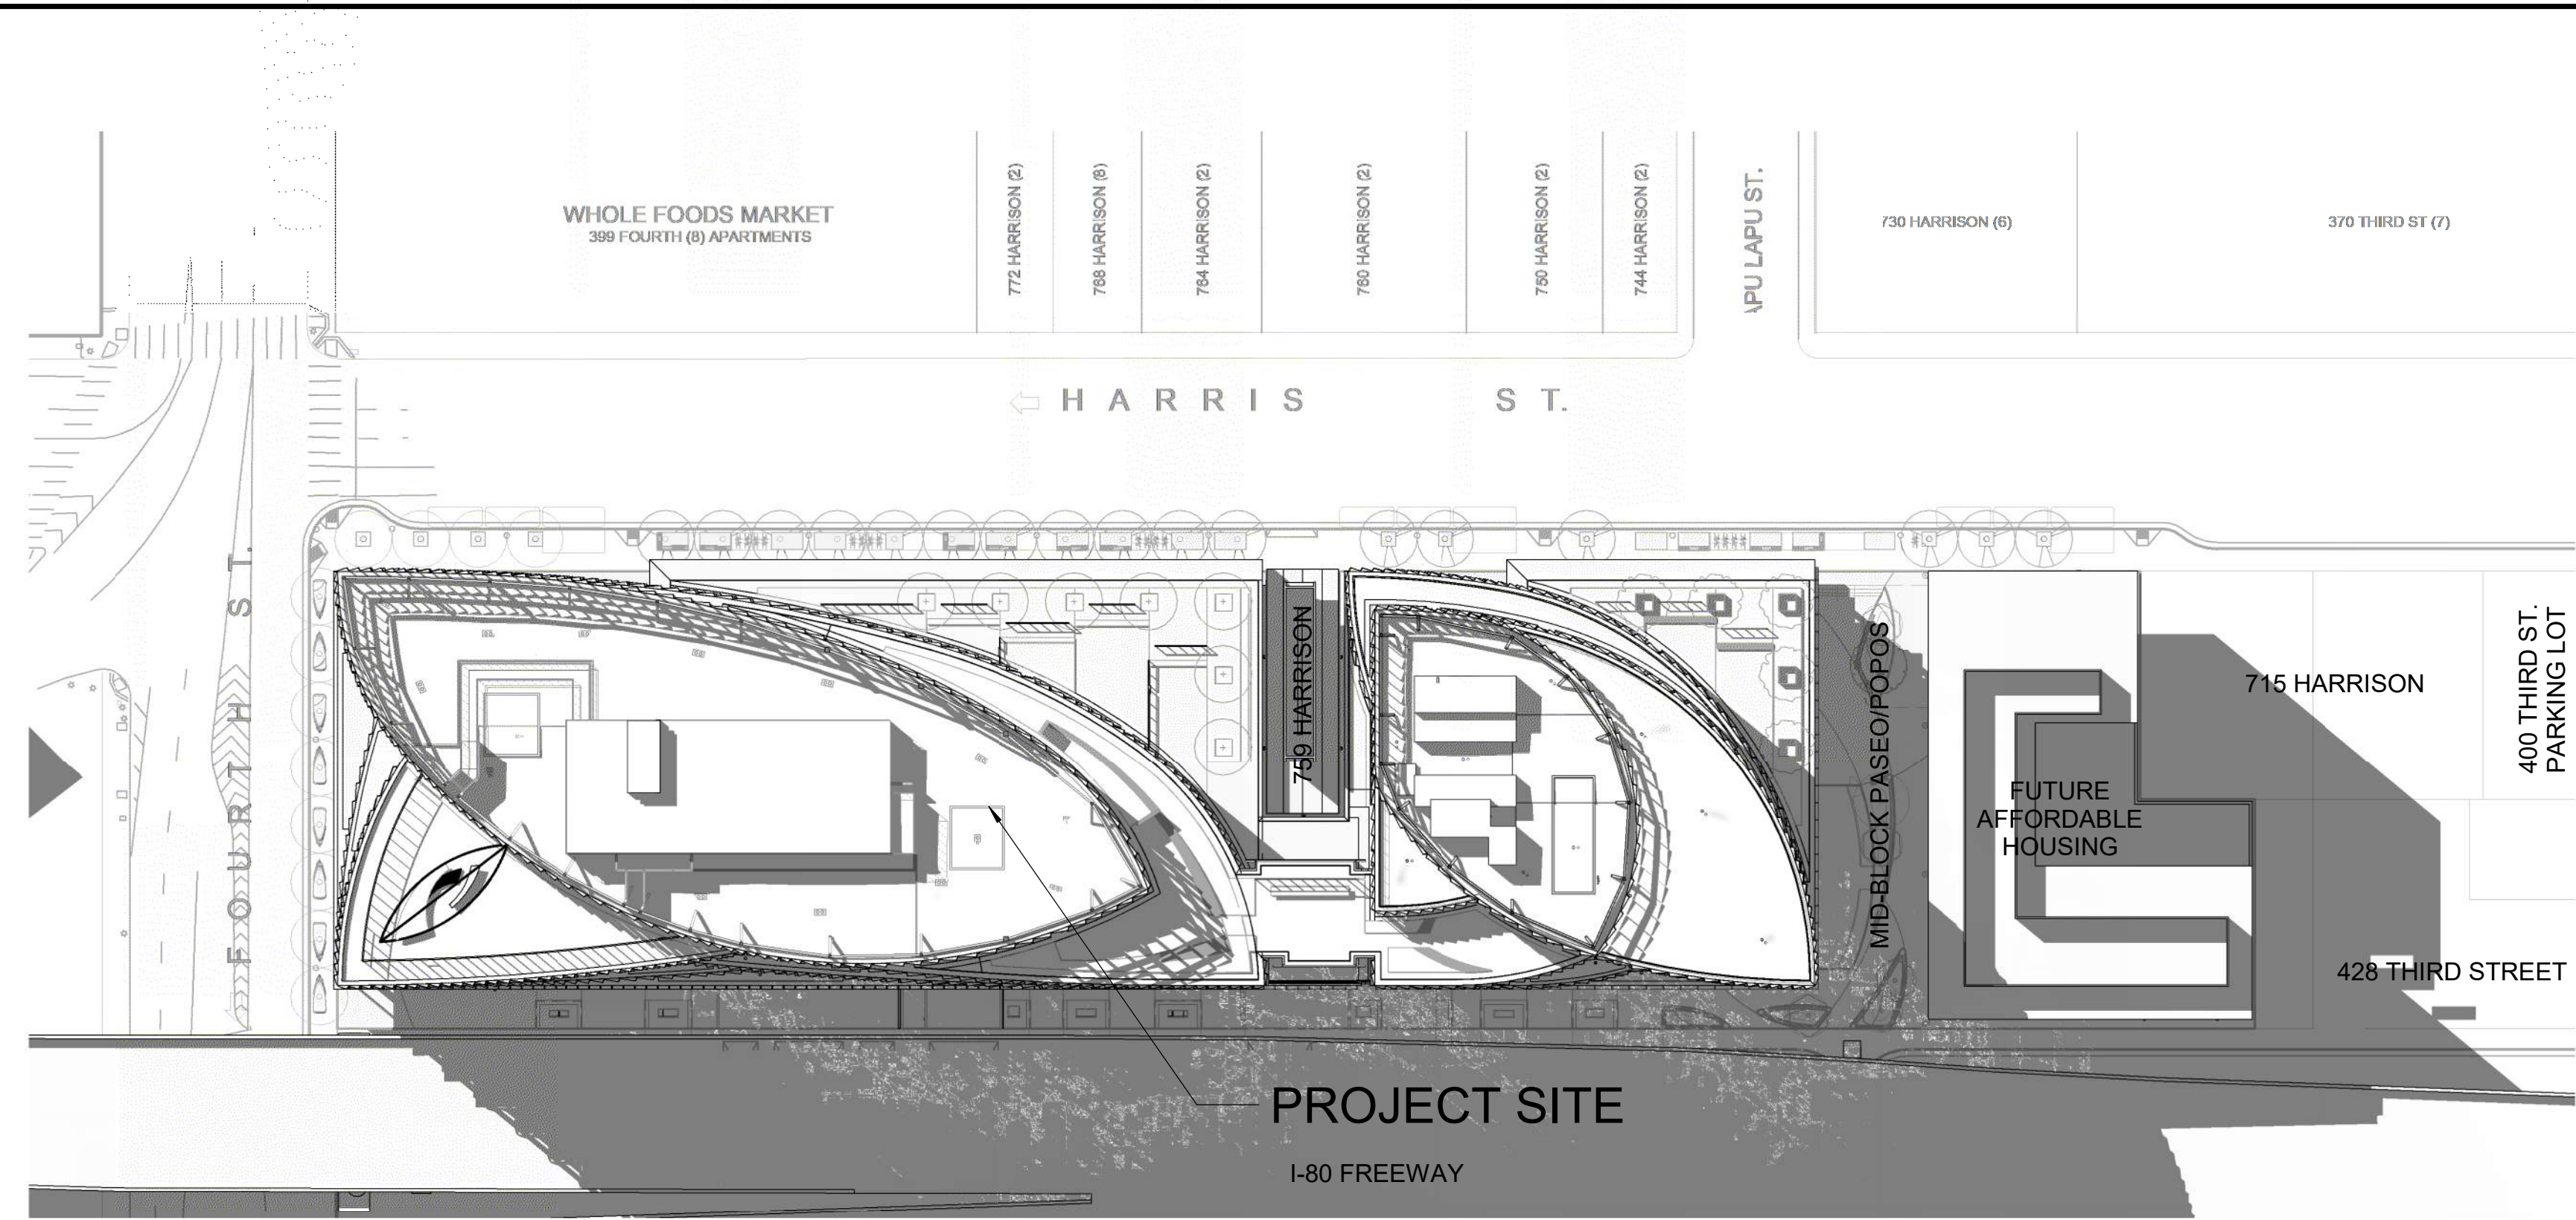 WHOLE FOODS MARKET
399 FOURTH (8) APARTMENTS
772 HARRISON (2)
768 HARRISON (8)
764 HARRISON (2)
760 HARRISON (2)
750 HARRISON (2)
744 HARRISON (2)
APU LAPU ST.
730 HARRISON (6)
370 THIRD ST (7)
HARRIS ST.
FOURTH ST.
759 HARRISON
MID-BLOCK PASEO/POPOS
FUTURE
AFFORDABLE
HOUSING
715 HARRISON
400 THIRD ST.
PARKING LOT
428 THIRD STREET
PROJECT SITE
I-80 FREEWAY